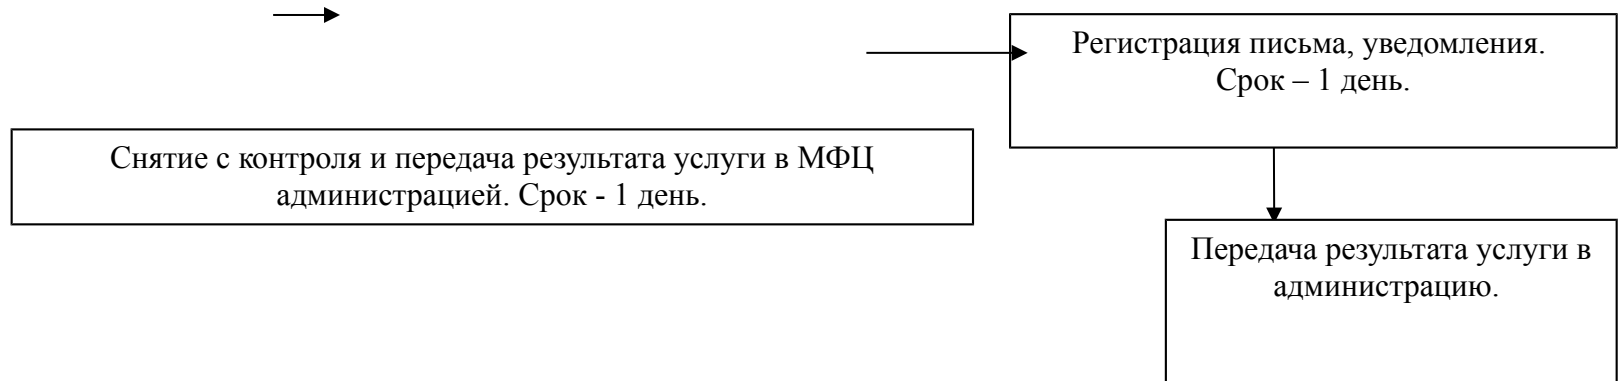 Регистрация письма, уведомления.
Срок – 1 день.
Снятие с контроля и передача результата услуги в МФЦ
администрацией. Срок - 1 день.
Передача результата услуги в
администрацию.